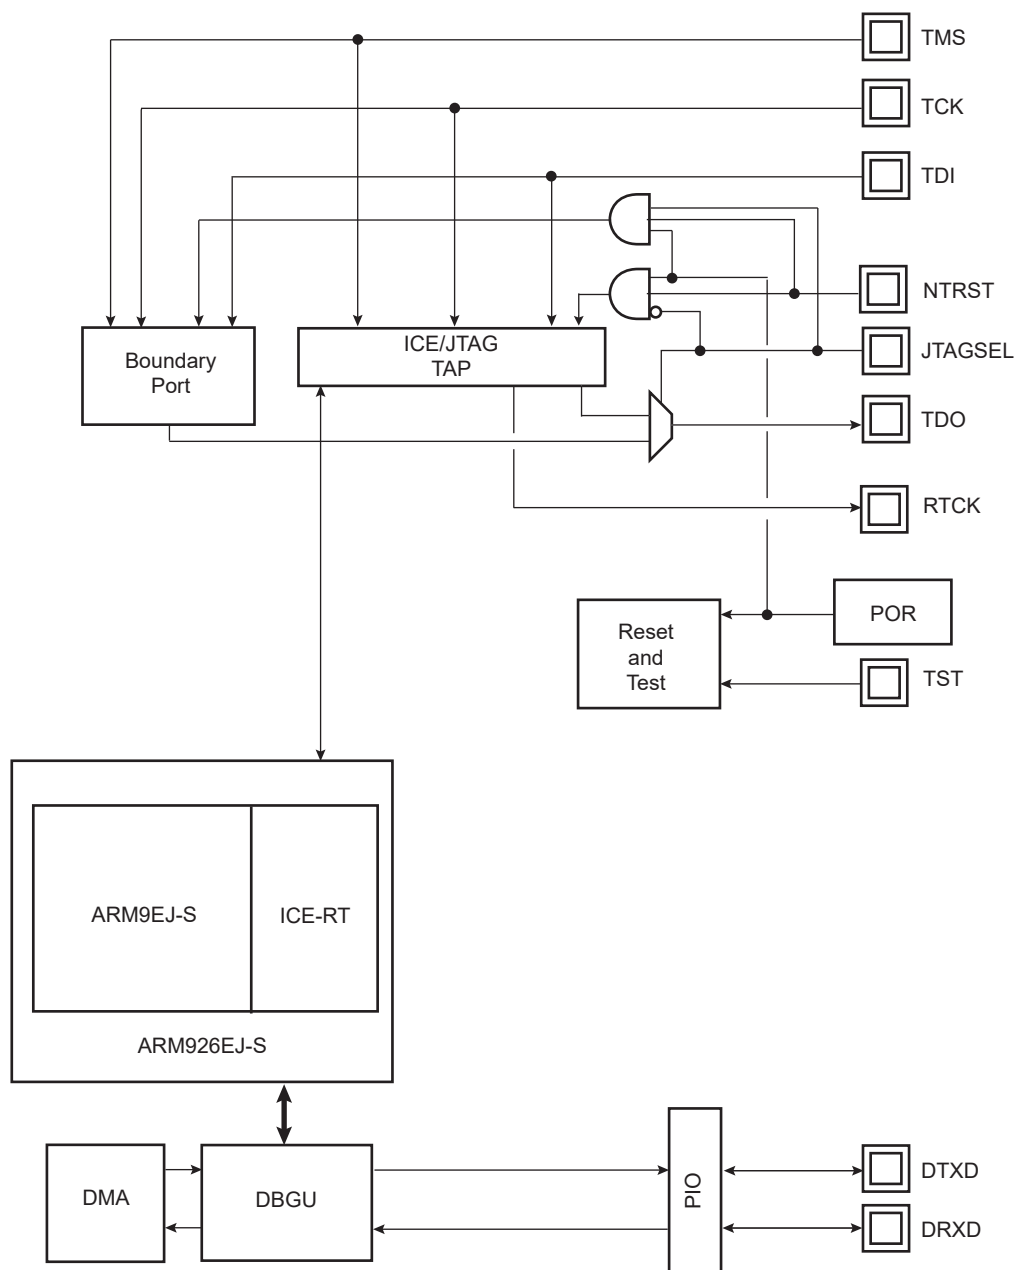 TMS
TCK
TDI
NTRST
JTAGSEL
TDO
RTCK
Boundary
Port
ICE/JTAG
TAP
POR
Reset
and
Test
TST
ARM9EJ-S
ICE-RT
ARM926EJ-S
DMA
DBGU
PIO
DTXD
DRXD